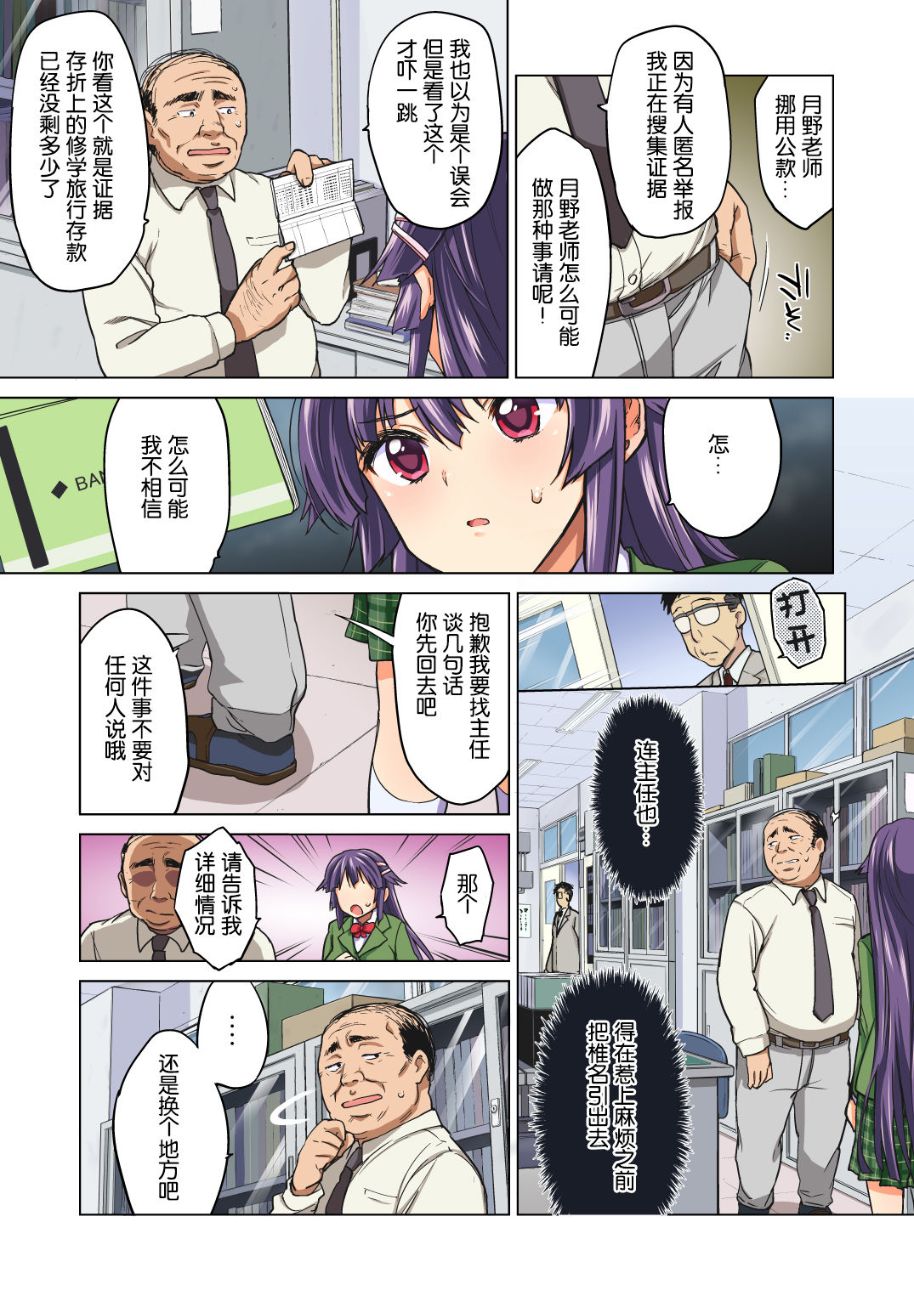 月野老师
挪用公款…
因为有人匿名举报
我正在搜集证据
月野老师怎么可能
做那种事请呢！
我也以为是个误会
但是看了这个
才吓一跳
你看这个就是证据
存折上的修学旅行存款
已经没剩多少了
怎…
BAN
怎么可能
我不相信
打开
连主任也…
得在惹上麻烦之前
把椎名引出去
抱歉我要找主任
谈几句话
你先回去吧
这件事不要对
任何人说哦
那个
请告诉我
详细情况
…
还是换个地方吧